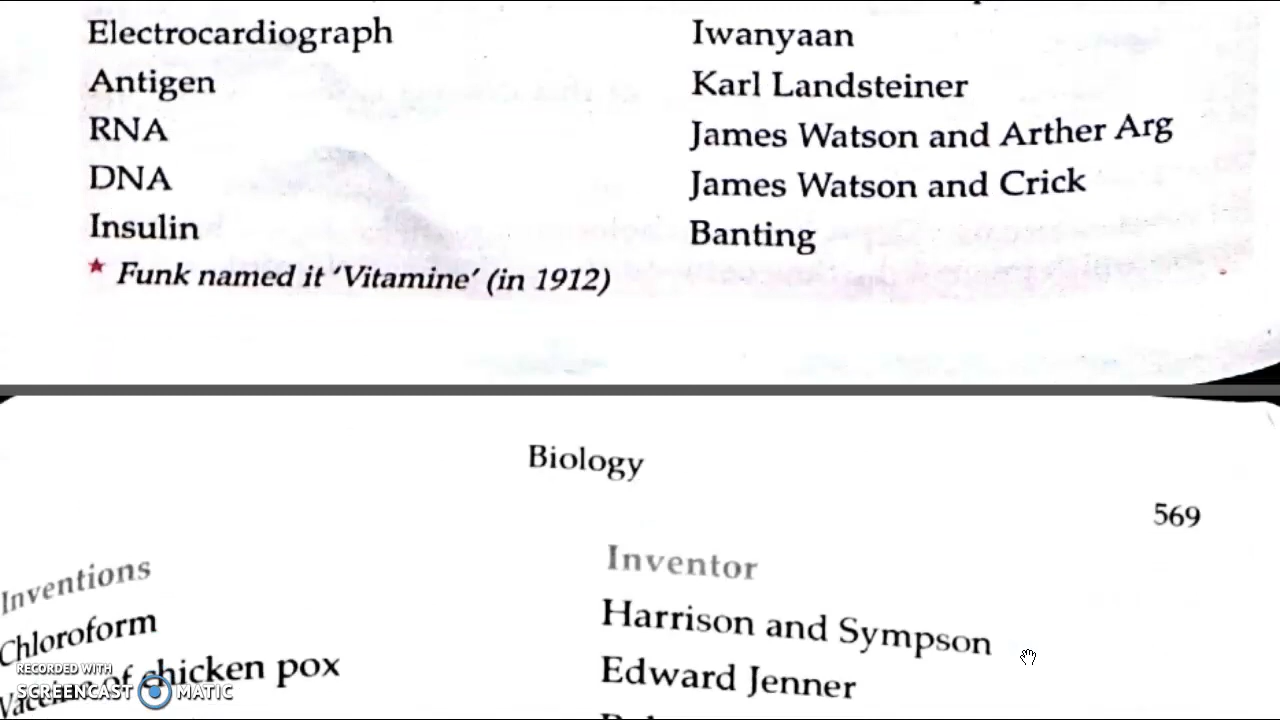 Electrocardiograph Iwanyaan
Antigen Karl Landsteiner
RNA James Watson and Arther Arg
DNA James Watson and Crick
Insulin Banting
* Funk named it 'Vitamine' (in 1912)
Biology
569
Inventions Inventor
Chloroform Harrison and Sympson
Vaccine of chicken pox Edward Jenner
RECORDED WITH
SCREENCAST MATIC